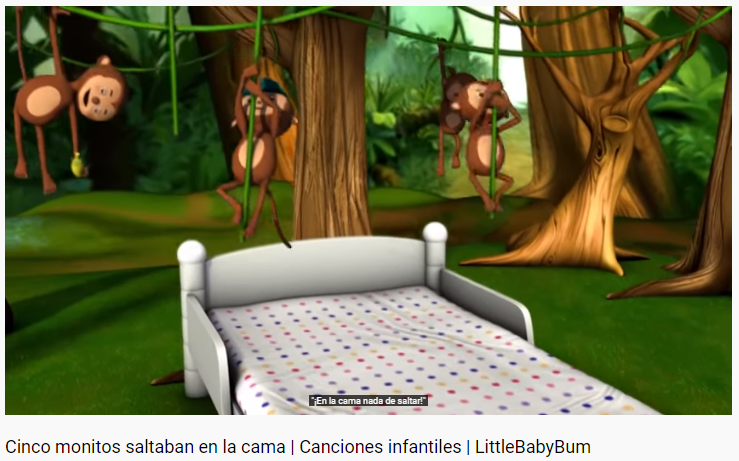 "¡En la cama nada de saltar!"
Cinco monitos saltaban en la cama | Canciones infantiles | LittleBabyBum